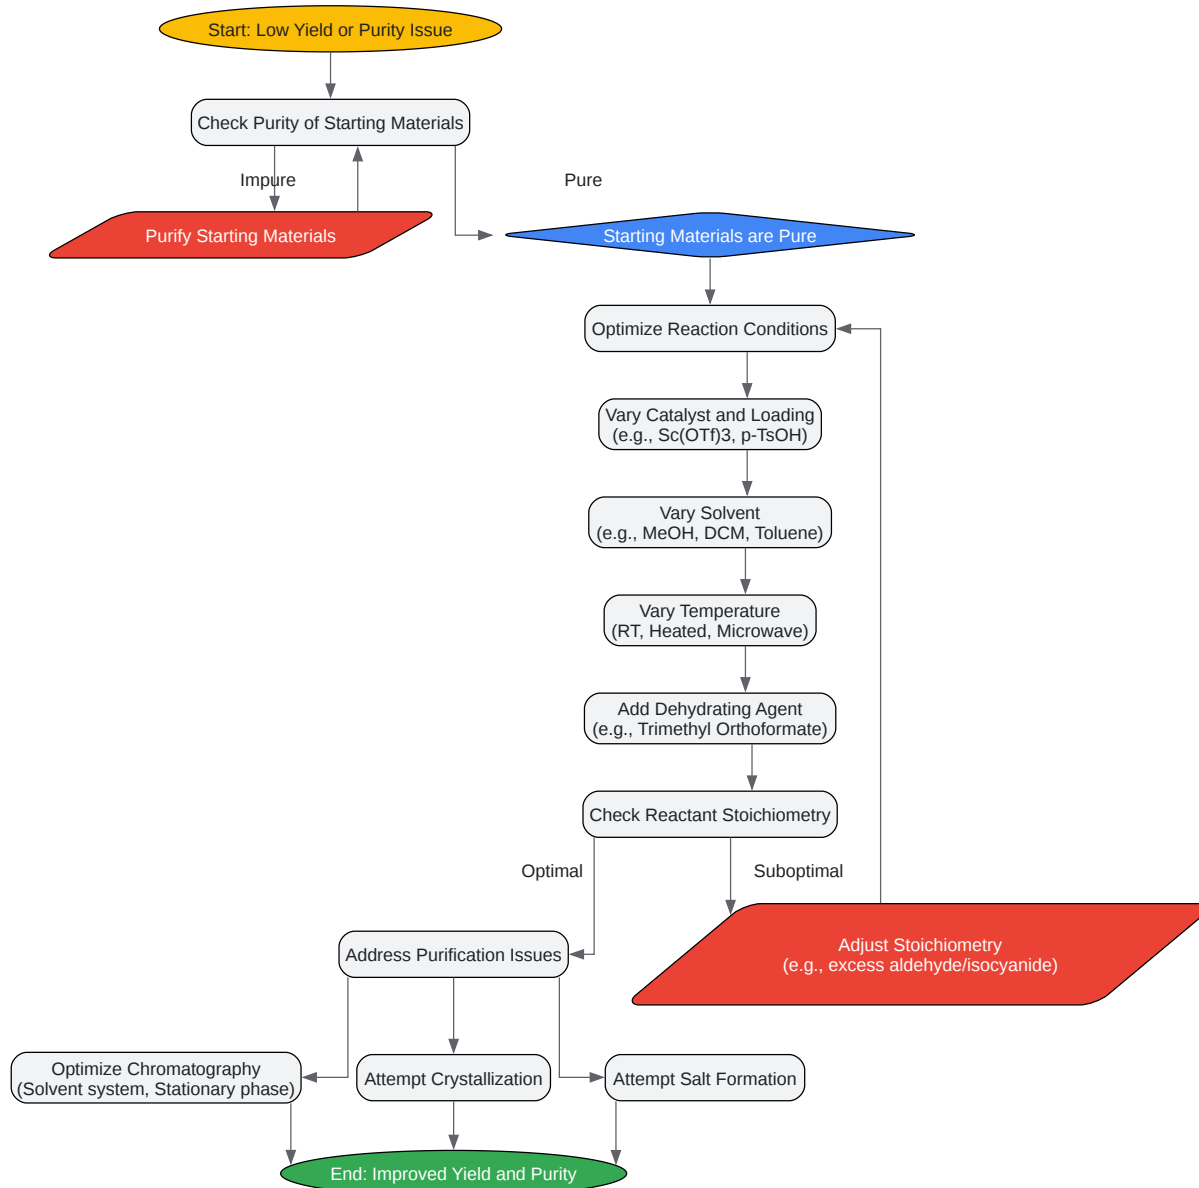 Start: Low Yield or Purity Issue
Check Purity of Starting Materials
Impure
Pure
Purify Starting Materials
Starting Materials are Pure
Optimize Reaction Conditions
Vary Catalyst and Loading
(e.g., Sc(OTf)3, p-TsOH)
Vary Solvent
(e.g., MeOH, DCM, Toluene)
Vary Temperature
(RT, Heated, Microwave)
Add Dehydrating Agent
(e.g., Trimethyl Orthoformate)
Check Reactant Stoichiometry
Optimal
Suboptimal
Adjust Stoichiometry
(e.g., excess aldehyde/isocyanide)
Address Purification Issues
Optimize Chromatography
(Solvent system, Stationary phase)
Attempt Crystallization
Attempt Salt Formation
End: Improved Yield and Purity